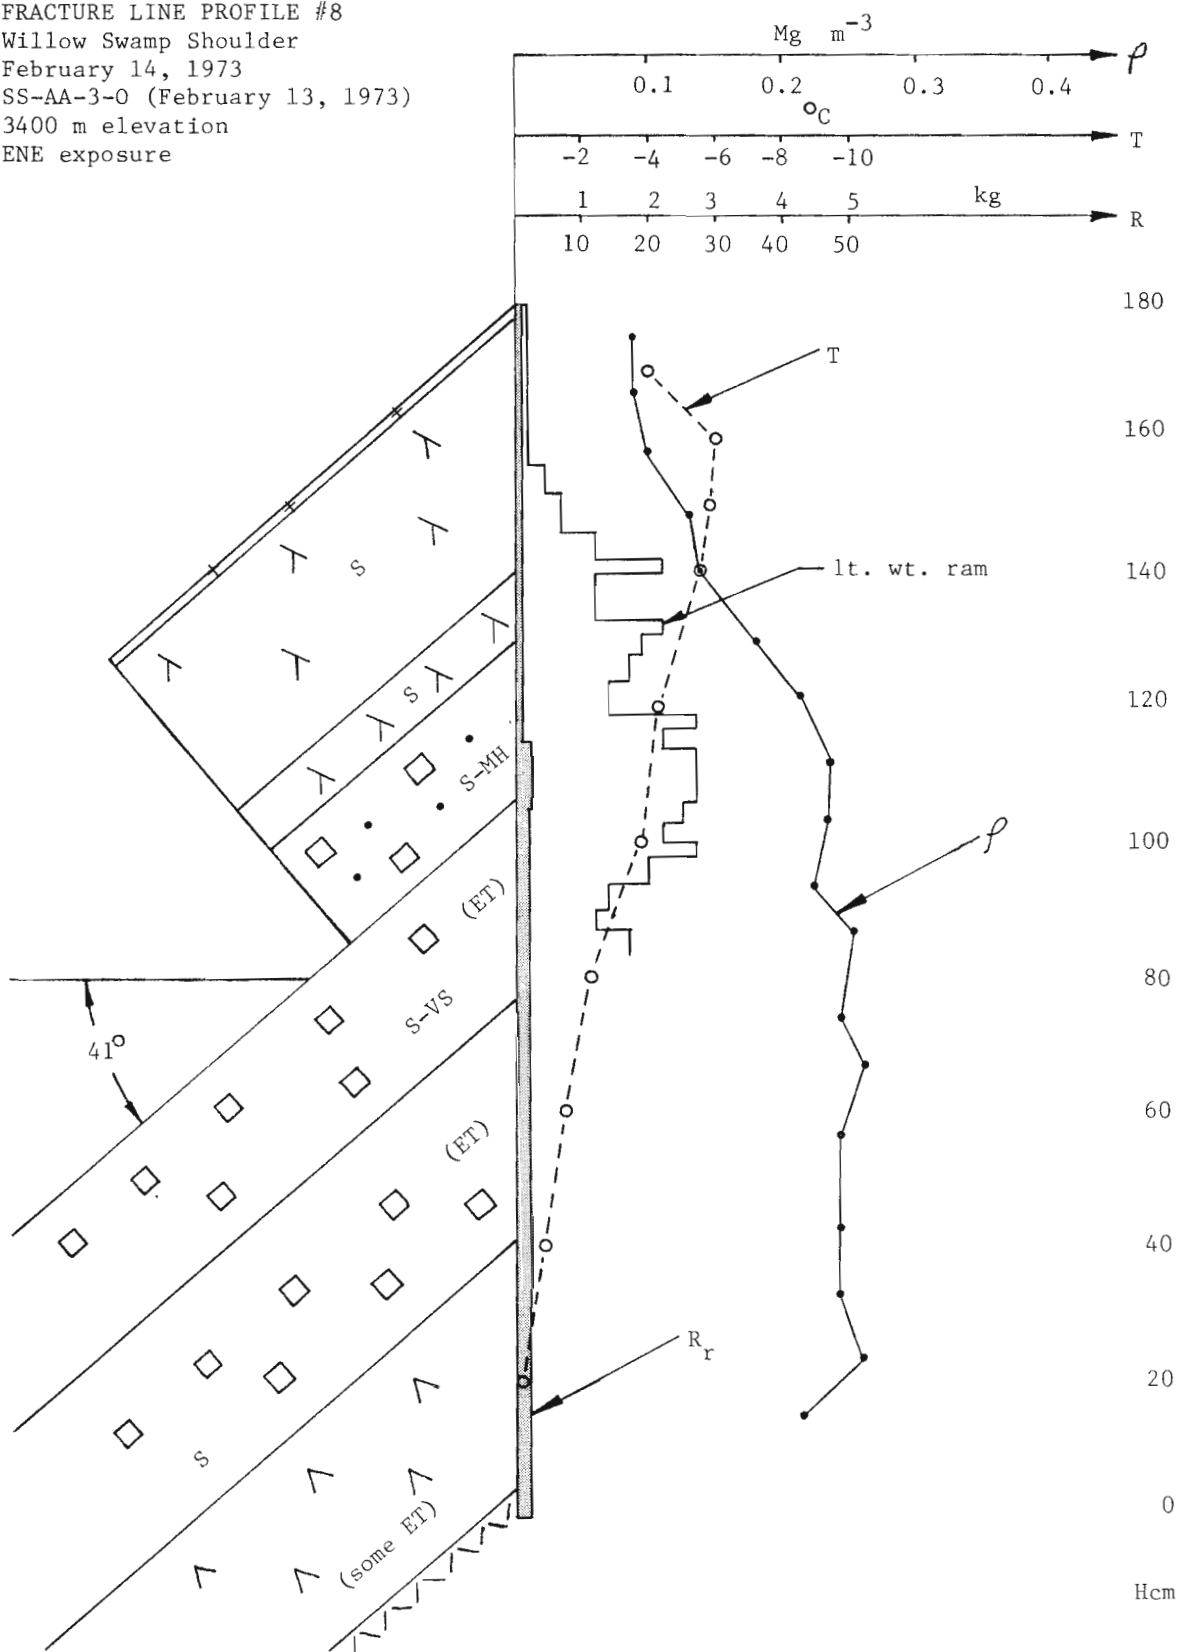 FRACTURE LINE PROFILE #8
Willow Swamp Shoulder
February 14, 1973
SS-AA-3-O (February 13, 1973)
3400 m elevation
ENE exposure
Mg m⁻³
ρ
0.1 0.2 0.3 0.4
°C
T
-2 -4 -6 -8 -10
1 2 3 4 5 kg
R
10 20 30 40 50
180
T
160
S
lt. wt. ram
140
S
120
S-MH
ρ
100
(ET)
80
S-VS
41°
60
(ET)
40
R_r
20
S
0
(some ET)
Hcm